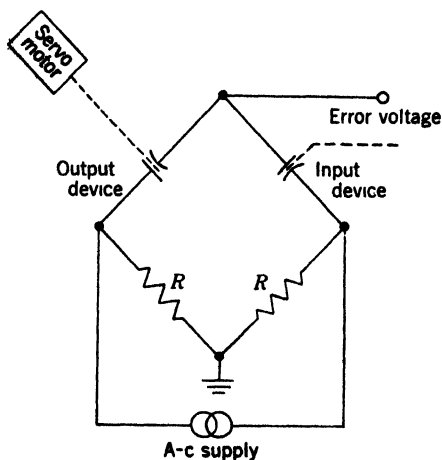 Servo
motor
Error voltage
Output
device
Input
device
R
R
A-c supply